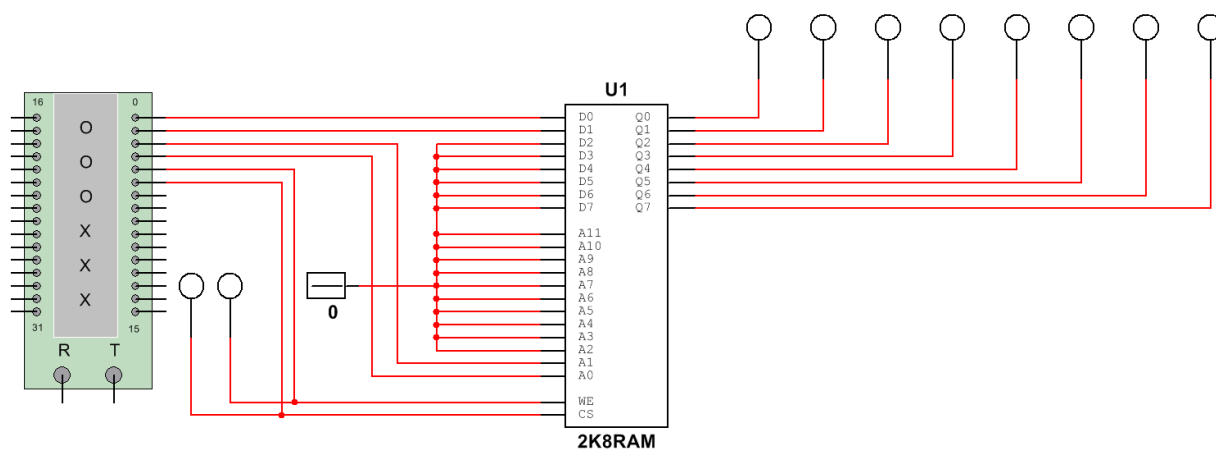 U1
16 0
O
O
O
X
X
X
31 15
R T
0
D0 Q0
D1 Q1
D2 Q2
D3 Q3
D4 Q4
D5 Q5
D6 Q6
D7 Q7
A11
A10
A9
A8
A7
A6
A5
A4
A3
A2
A1
A0
WE
CS
2K8RAM